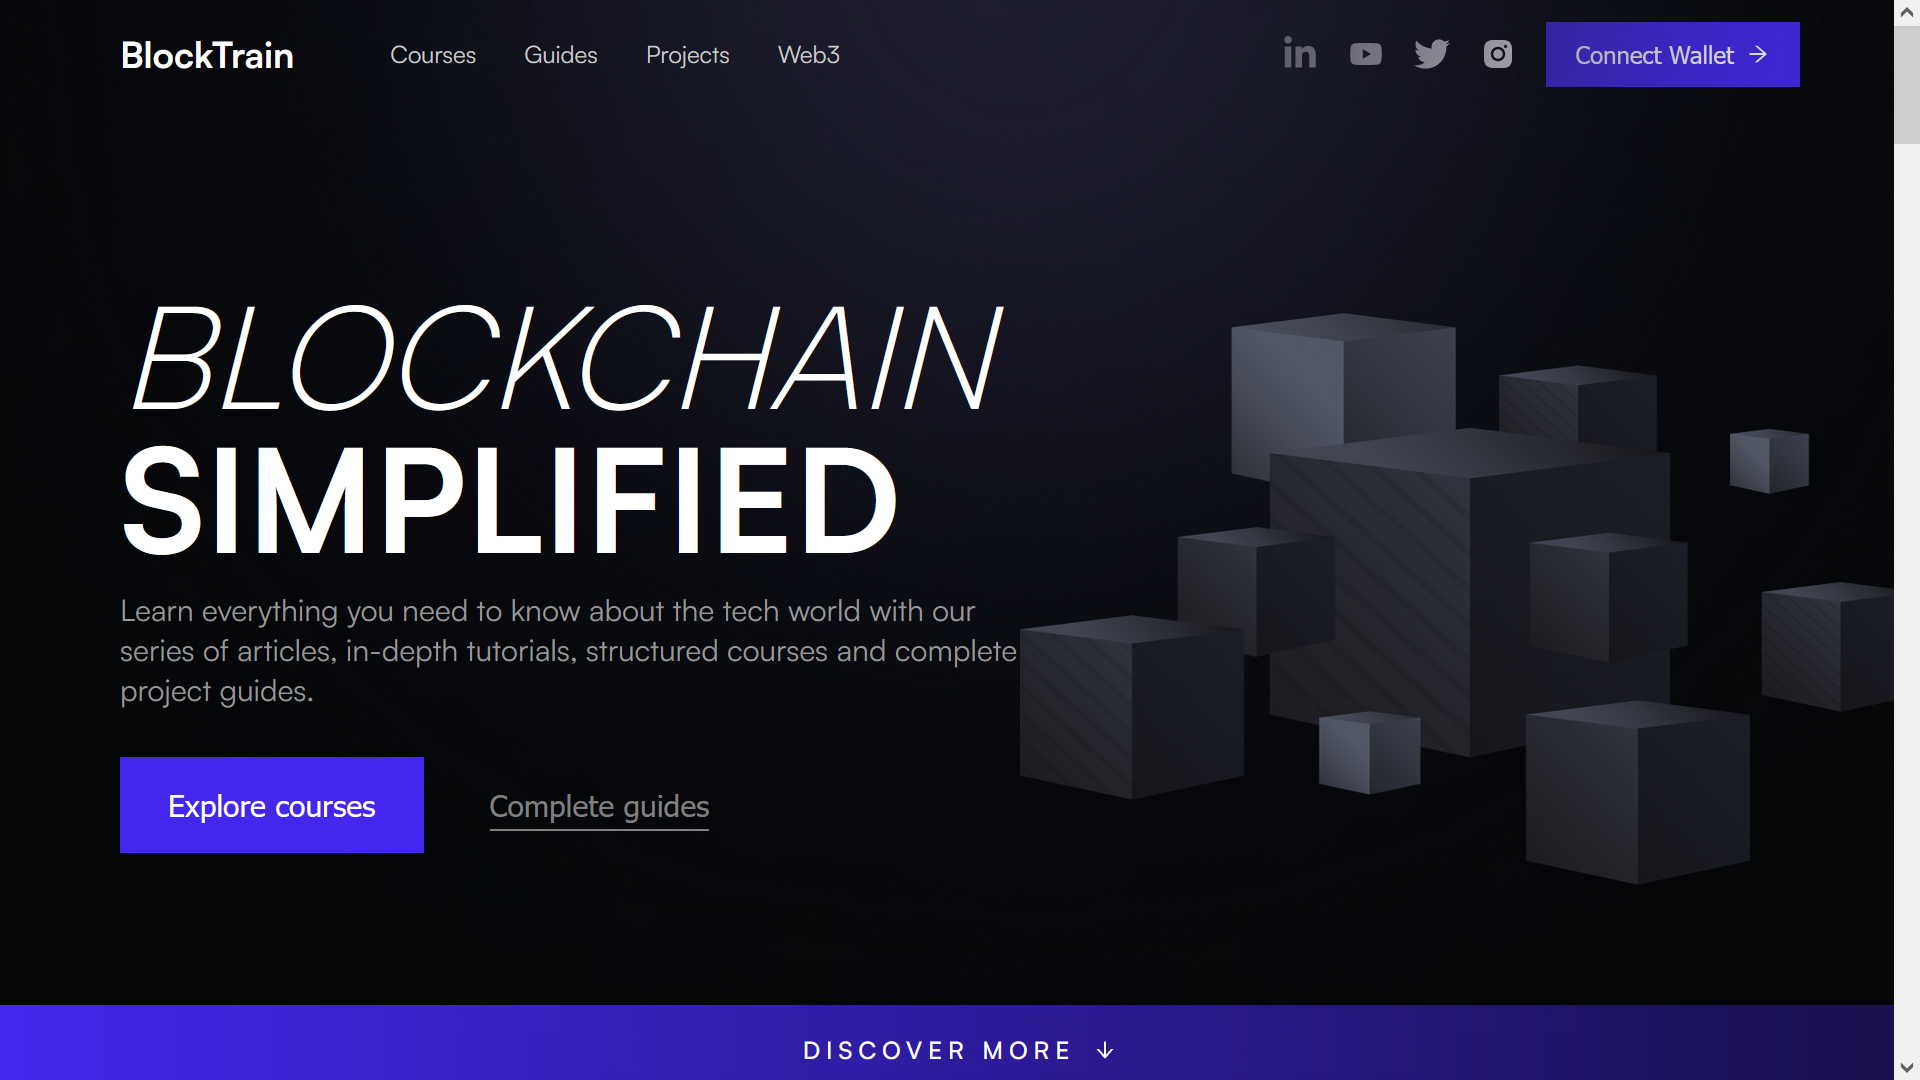 BlockTrain
Courses
Guides
Projects
Web3
Connect Wallet →
BLOCKCHAIN
SIMPLIFIED
Learn everything you need to know about the tech world with our
series of articles, in-depth tutorials, structured courses and complete
project guides.
Explore courses
Complete guides
DISCOVER MORE ↓